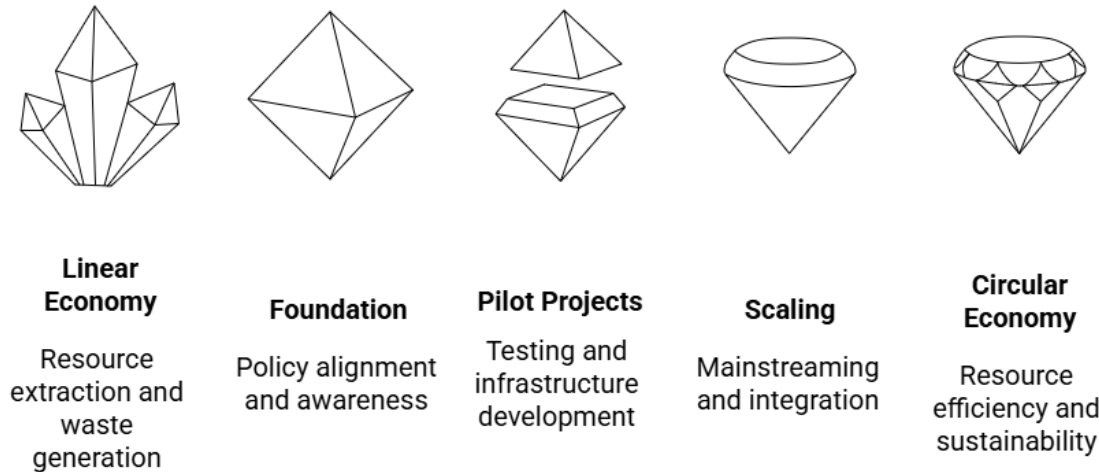 Linear
Economy
Resource
extraction and
waste
generation
Foundation
Policy alignment
and awareness
Pilot Projects
Testing and
infrastructure
development
Scaling
Mainstreaming
and integration
Circular
Economy
Resource
efficiency and
sustainability